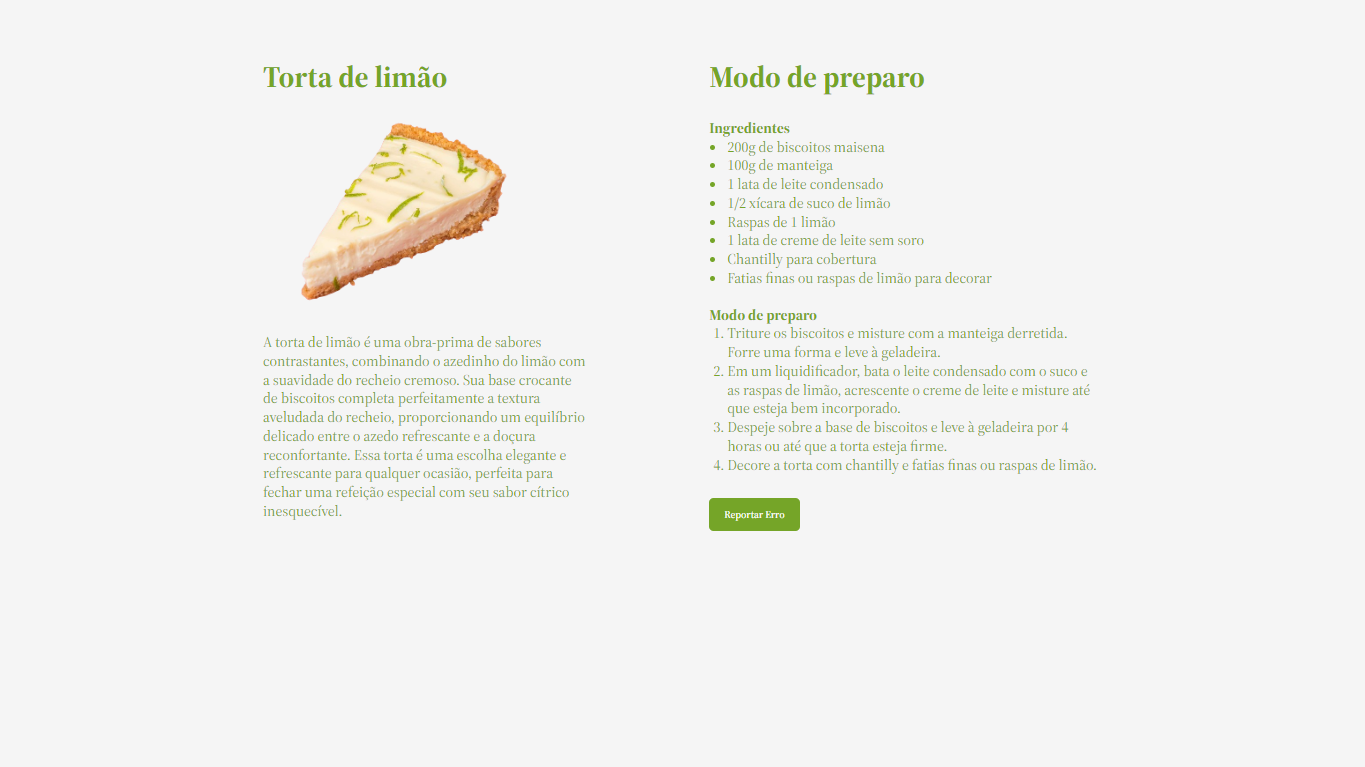 Torta de limão
A torta de limão é uma obra-prima de sabores
contrastantes, combinando o azedinho do limão com
a suavidade do recheio cremoso. Sua base crocante
de biscoitos completa perfeitamente a textura
aveludada do recheio, proporcionando um equilíbrio
delicado entre o azedo refrescante e a doçura
reconfortante. Essa torta é uma escolha elegante e
refrescante para qualquer ocasião, perfeita para
fechar uma refeição especial com seu sabor cítrico
inesquecível.
Modo de preparo
Ingredientes
• 200g de biscoitos maisena
• 100g de manteiga
• 1 lata de leite condensado
• 1/2 xícara de suco de limão
• Raspas de 1 limão
• 1 lata de creme de leite sem soro
• Chantilly para cobertura
• Fatias finas ou raspas de limão para decorar
Modo de preparo
1. Triture os biscoitos e misture com a manteiga derretida.
Forre uma forma e leve à geladeira.
2. Em um liquidificador, bata o leite condensado com o suco e
as raspas de limão, acrescente o creme de leite e misture até
que esteja bem incorporado.
3. Despeje sobre a base de biscoitos e leve à geladeira por 4
horas ou até que a torta esteja firme.
4. Decore a torta com chantilly e fatias finas ou raspas de limão.
Reportar Erro